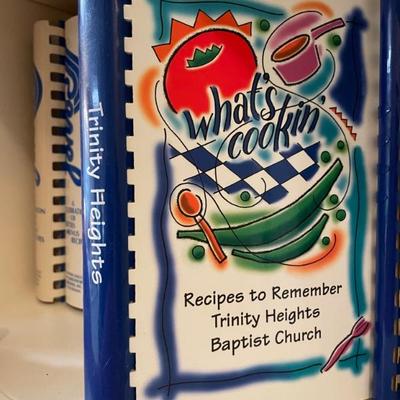 Trinity Heights
What's
cookin'
Recipes to Remember
Trinity Heights
Baptist Church